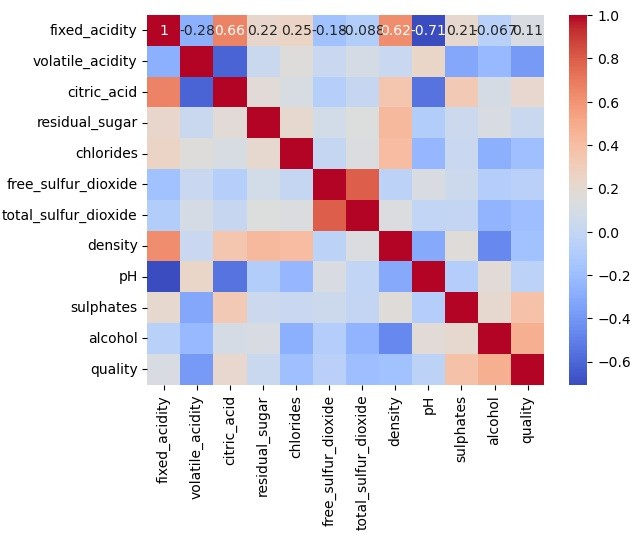 fixed_acidity 1 -0.28 0.66 0.22 0.25 -0.18 -0.088 0.62 -0.71 0.21 -0.067 0.11 1.0
volatile_acidity
citric_acid 0.8
residual_sugar 0.6
chlorides 0.4
free_sulfur_dioxide 0.2
total_sulfur_dioxide
density 0.0
pH −0.2
sulphates
alcohol −0.4
quality −0.6
fixed_acidity volatile_acidity citric_acid residual_sugar chlorides free_sulfur_dioxide total_sulfur_dioxide density pH sulphates alcohol quality